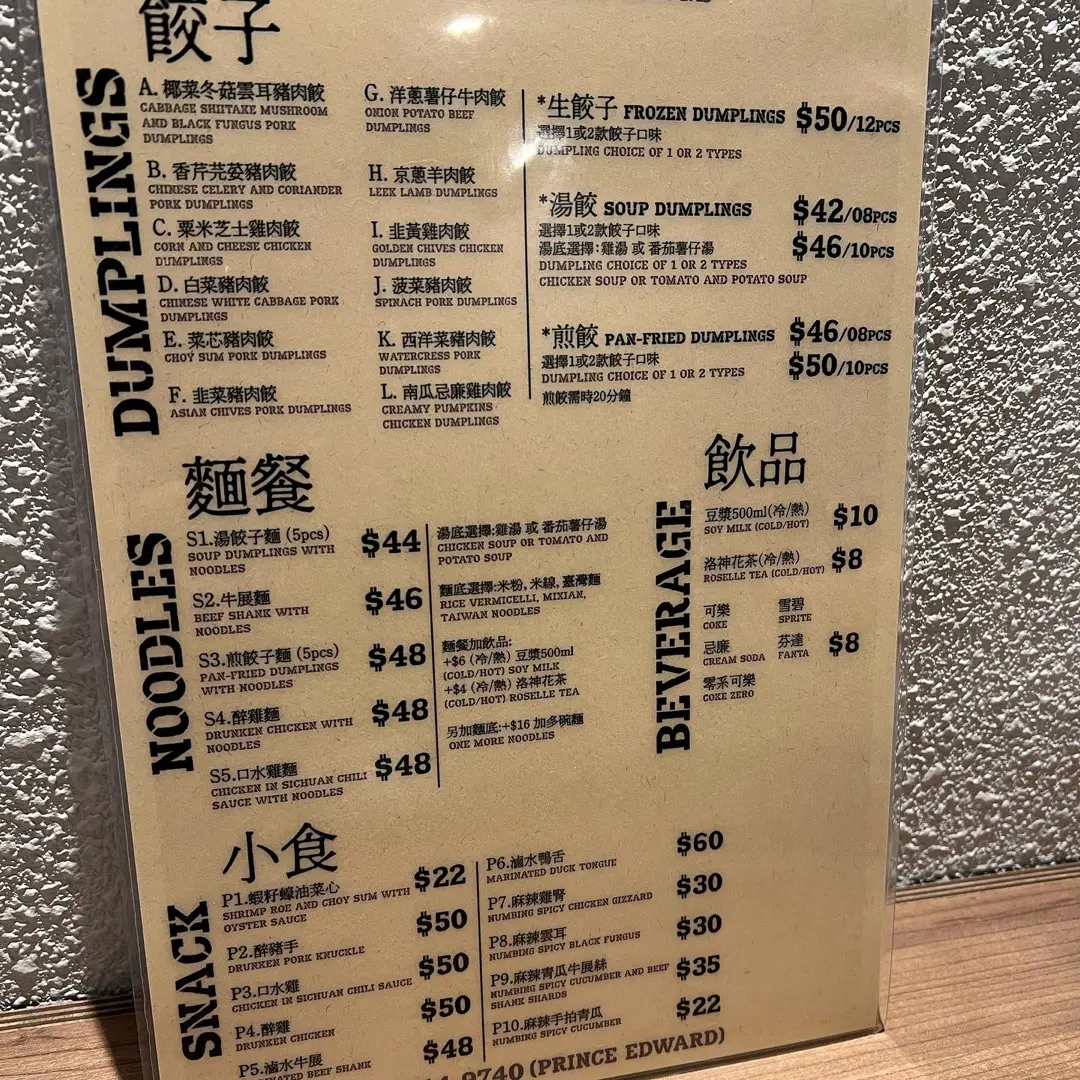 餃子
DUMPLINGS
A. 椰菜冬菇雲耳豬肉餃
CABBAGE SHIITAKE MUSHROOM
AND BLACK FUNGUS PORK
DUMPLINGS
B. 香芹芫荽豬肉餃
CHINESE CELERY AND CORIANDER
PORK DUMPLINGS
C. 粟米芝士雞肉餃
CORN AND CHEESE CHICKEN
DUMPLINGS
D. 白菜豬肉餃
CHINESE WHITE CABBAGE PORK
DUMPLINGS
E. 菜芯豬肉餃
CHOY SUM PORK DUMPLINGS
F. 韭菜豬肉餃
ASIAN CHIVES PORK DUMPLINGS
G. 洋蔥薯仔牛肉餃
ONION POTATO BEEF
DUMPLINGS
H. 京蔥羊肉餃
LEEK LAMB DUMPLINGS
I. 韭黃雞肉餃
GOLDEN CHIVES CHICKEN
DUMPLINGS
J. 菠菜豬肉餃
SPINACH PORK DUMPLINGS
K. 西洋菜豬肉餃
WATERCRESS PORK
DUMPLINGS
L. 南瓜忌廉雞肉餃
CREAMY PUMPKINS
CHICKEN DUMPLINGS
*生餃子 FROZEN DUMPLINGS $50/12PCS
選擇1或2款餃子口味
DUMPLING CHOICE OF 1 OR 2 TYPES
*湯餃 SOUP DUMPLINGS $42/08PCS
選擇1或2款餃子口味
湯底選擇:雞湯 或 番茄薯仔湯 $46/10PCS
DUMPLING CHOICE OF 1 OR 2 TYPES
CHICKEN SOUP OR TOMATO AND POTATO SOUP
*煎餃 PAN-FRIED DUMPLINGS $46/08PCS
選擇1或2款餃子口味 $50/10PCS
DUMPLING CHOICE OF 1 OR 2 TYPES
煎餃需時20分鐘
麵餐
NOODLES
S1.湯餃子麵 (5pcs) $44
SOUP DUMPLINGS WITH
NOODLES
S2.牛展麵 $46
BEEF SHANK WITH
NOODLES
S3.煎餃子麵 (5pcs) $48
PAN-FRIED DUMPLINGS
WITH NOODLES
S4.醉雞麵 $48
DRUNKEN CHICKEN WITH
NOODLES
S5.口水雞麵 $48
CHICKEN IN SICHUAN CHILI
SAUCE WITH NOODLES
湯底選擇:雞湯 或 番茄薯仔湯
CHICKEN SOUP OR TOMATO AND
POTATO SOUP
麵底選擇:米粉, 米線, 臺灣麵
RICE VERMICELLI, MIXIAN,
TAIWAN NOODLES
麵餐加飲品:
+$6 (冷/熱) 豆漿500ml
(COLD/HOT) SOY MILK
+$4 (冷/熱) 洛神花茶
(COLD/HOT) ROSELLE TEA
另加麵底:+$16 加多碗麵
ONE MORE NOODLES
飲品
BEVERAGE
豆漿500ml(冷/熱) $10
SOY MILK (COLD/HOT)
洛神花茶(冷/熱) $8
ROSELLE TEA (COLD/HOT)
可樂 雪碧
COKE SPRITE
忌廉 芬達 $8
CREAM SODA FANTA
零系可樂
COKE ZERO
小食
SNACK
P1.蝦籽蠔油菜心 $22
SHRIMP ROE AND CHOY SUM WITH
OYSTER SAUCE
P2.醉豬手 $50
DRUNKEN PORK KNUCKLE
P3.口水雞 $50
CHICKEN IN SICHUAN CHILI SAUCE
P4.醉雞 $50
DRUNKEN CHICKEN
P5.滷水牛展 $48
BEEF SHANK
P6.滷水鴨舌 $60
MARINATED DUCK TONGUE
P7.麻辣雞腎 $30
NUMBING SPICY CHICKEN GIZZARD
P8.麻辣雲耳 $30
NUMBING SPICY BLACK FUNGUS
P9.麻辣青瓜牛展絲 $35
NUMBING SPICY CUCUMBER AND BEEF
SHANK SHARDS
P10.麻辣手拍青瓜 $22
NUMBING SPICY CUCUMBER
9740 (PRINCE EDWARD)